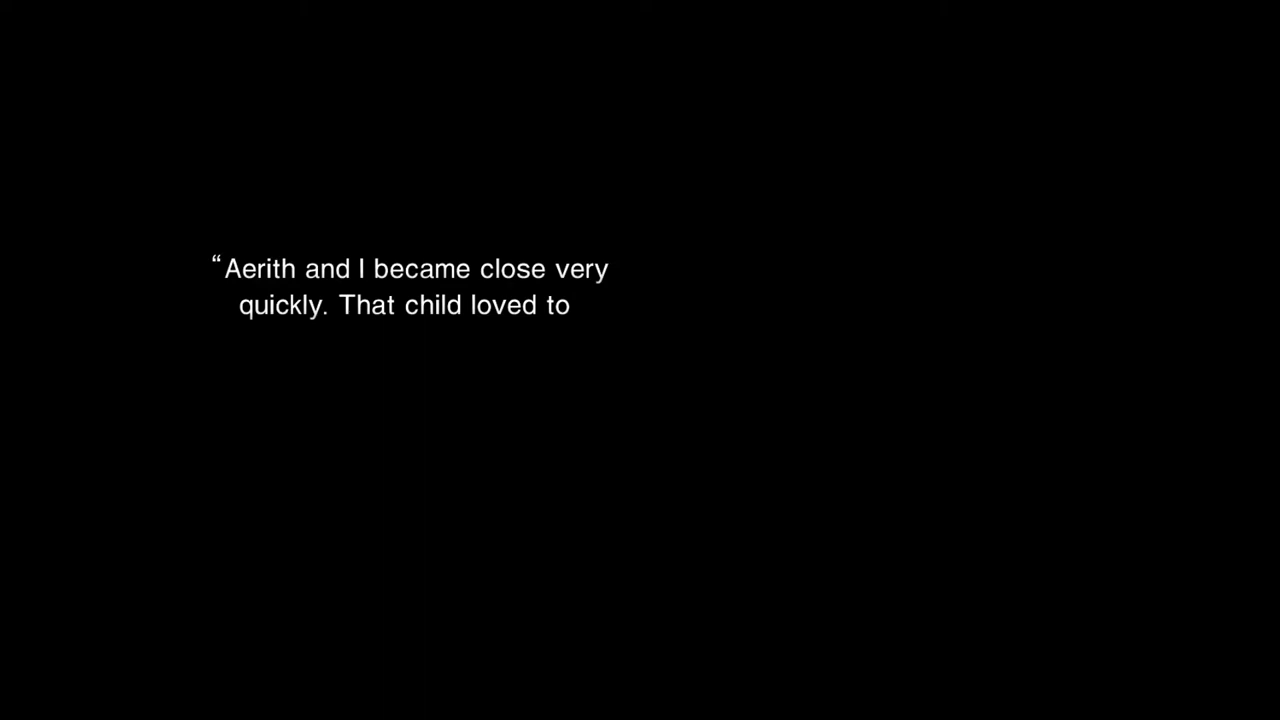 “Aerith and I became close very
quickly. That child loved to